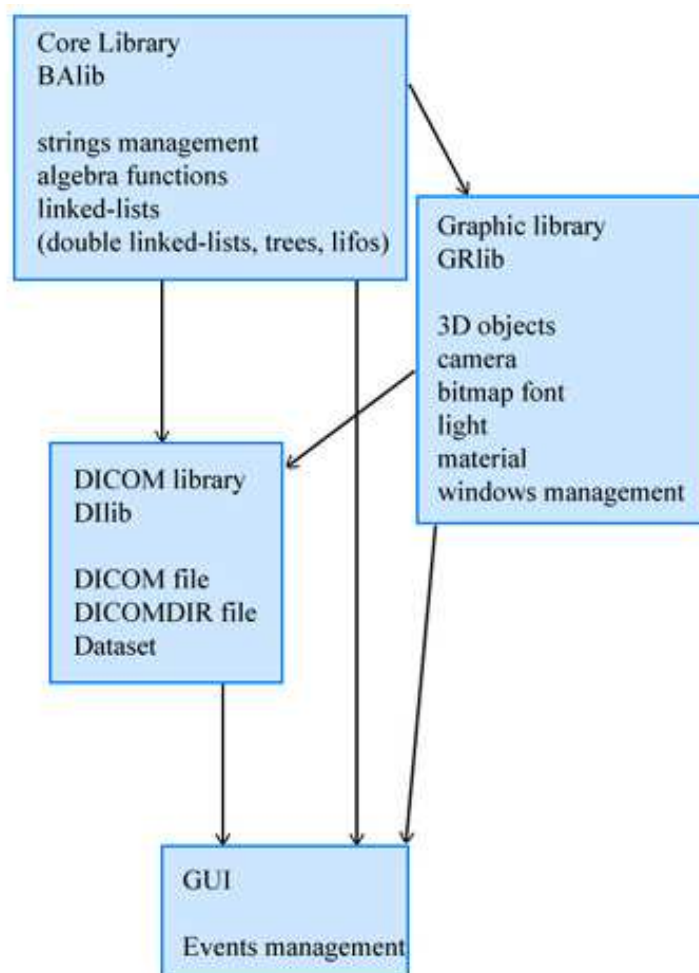 Core Library
BAlib
strings management
algebra functions
linked-lists
(double linked-lists, trees, lifos)
Graphic library
GRlib
3D objects
camera
bitmap font
light
material
windows management
DICOM library
DIlib
DICOM file
DICOMDIR file
Dataset
GUI
Events management